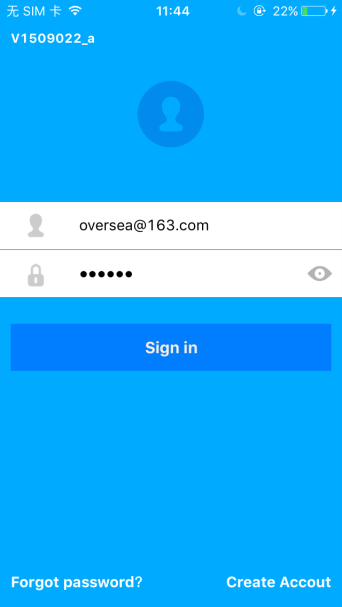 无 SIM 卡 11:44 22%
V1509022_a
oversea@163.com
••••••
Sign in
Forgot password? Create Accout